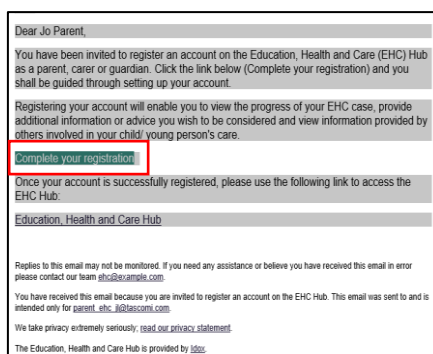 Dear Jo Parent,
You have been invited to register an account on the Education, Health and Care (EHC) Hub
as a parent, carer or guardian. Click the link below (Complete your registration) and you
shall be guided through setting up your account.
Registering your account will enable you to view the progress of your EHC case, provide
additional information or advice you wish to be considered and view information provided by
others involved in your child/ young person's care.
Complete your registration
Once your account is successfully registered, please use the following link to access the
EHC Hub:
Education, Health and Care Hub
Replies to this email may not be monitored. If you need any assistance or believe you have received this email in error
please contact our team ehc@example.com.
You have received this email because you are invited to register an account on the EHC Hub. This email was sent to and is
intended only for parent_ehc_jl@tascomi.com.
We take privacy extremely seriously; read our privacy statement.
The Education, Health and Care Hub is provided by Idox.